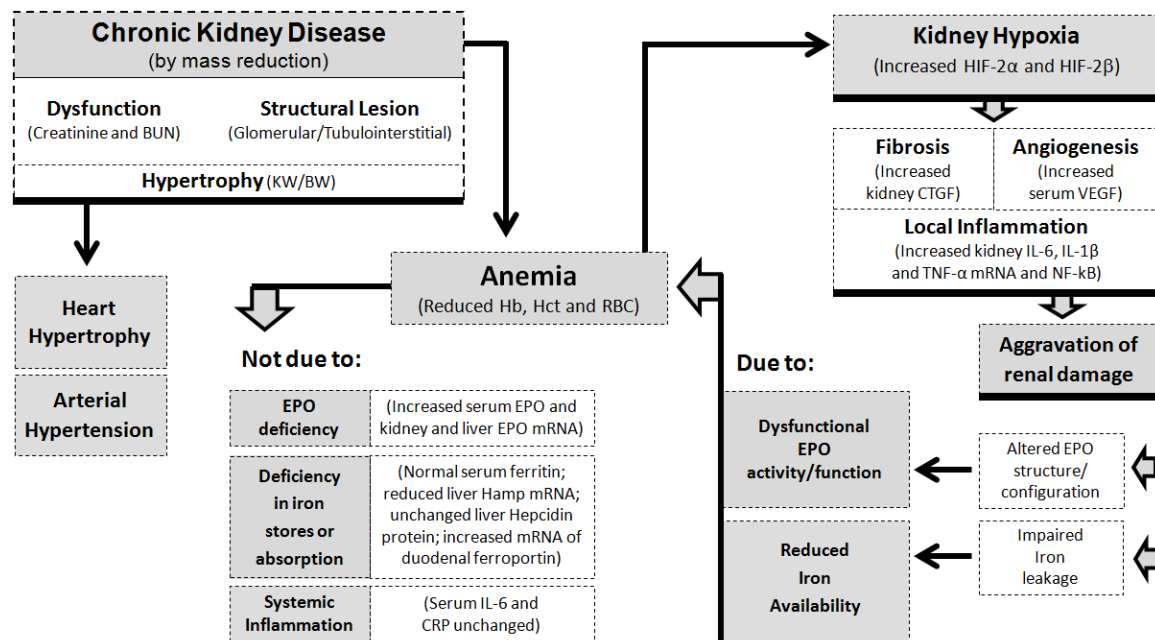 Chronic Kidney Disease
(by mass reduction)
Dysfunction
(Creatinine and BUN)
Structural Lesion
(Glomerular/Tubulointerstitial)
Hypertrophy (KW/BW)
Heart
Hypertrophy
Arterial
Hypertension
Anemia
(Reduced Hb, Hct and RBC)
Kidney Hypoxia
(Increased HIF-2α and HIF-2β)
Fibrosis
(Increased
kidney CTGF)
Angiogenesis
(Increased
serum VEGF)
Local Inflammation
(Increased kidney IL-6, IL-1β
and TNF-α mRNA and NF-kB)
Aggravation of
renal damage
Not due to:
EPO
deficiency
(Increased serum EPO and
kidney and liver EPO mRNA)
Deficiency
in iron
stores or
absorption
(Normal serum ferritin;
reduced liver Hamp mRNA;
unchanged liver Hepcidin
protein; increased mRNA of
duodenal ferroportin)
Systemic
Inflammation
(Serum IL-6 and
CRP unchanged)
Due to:
Dysfunctional
EPO
activity/function
Altered EPO
structure/
configuration
Reduced
Iron
Availability
Impaired
Iron
leakage